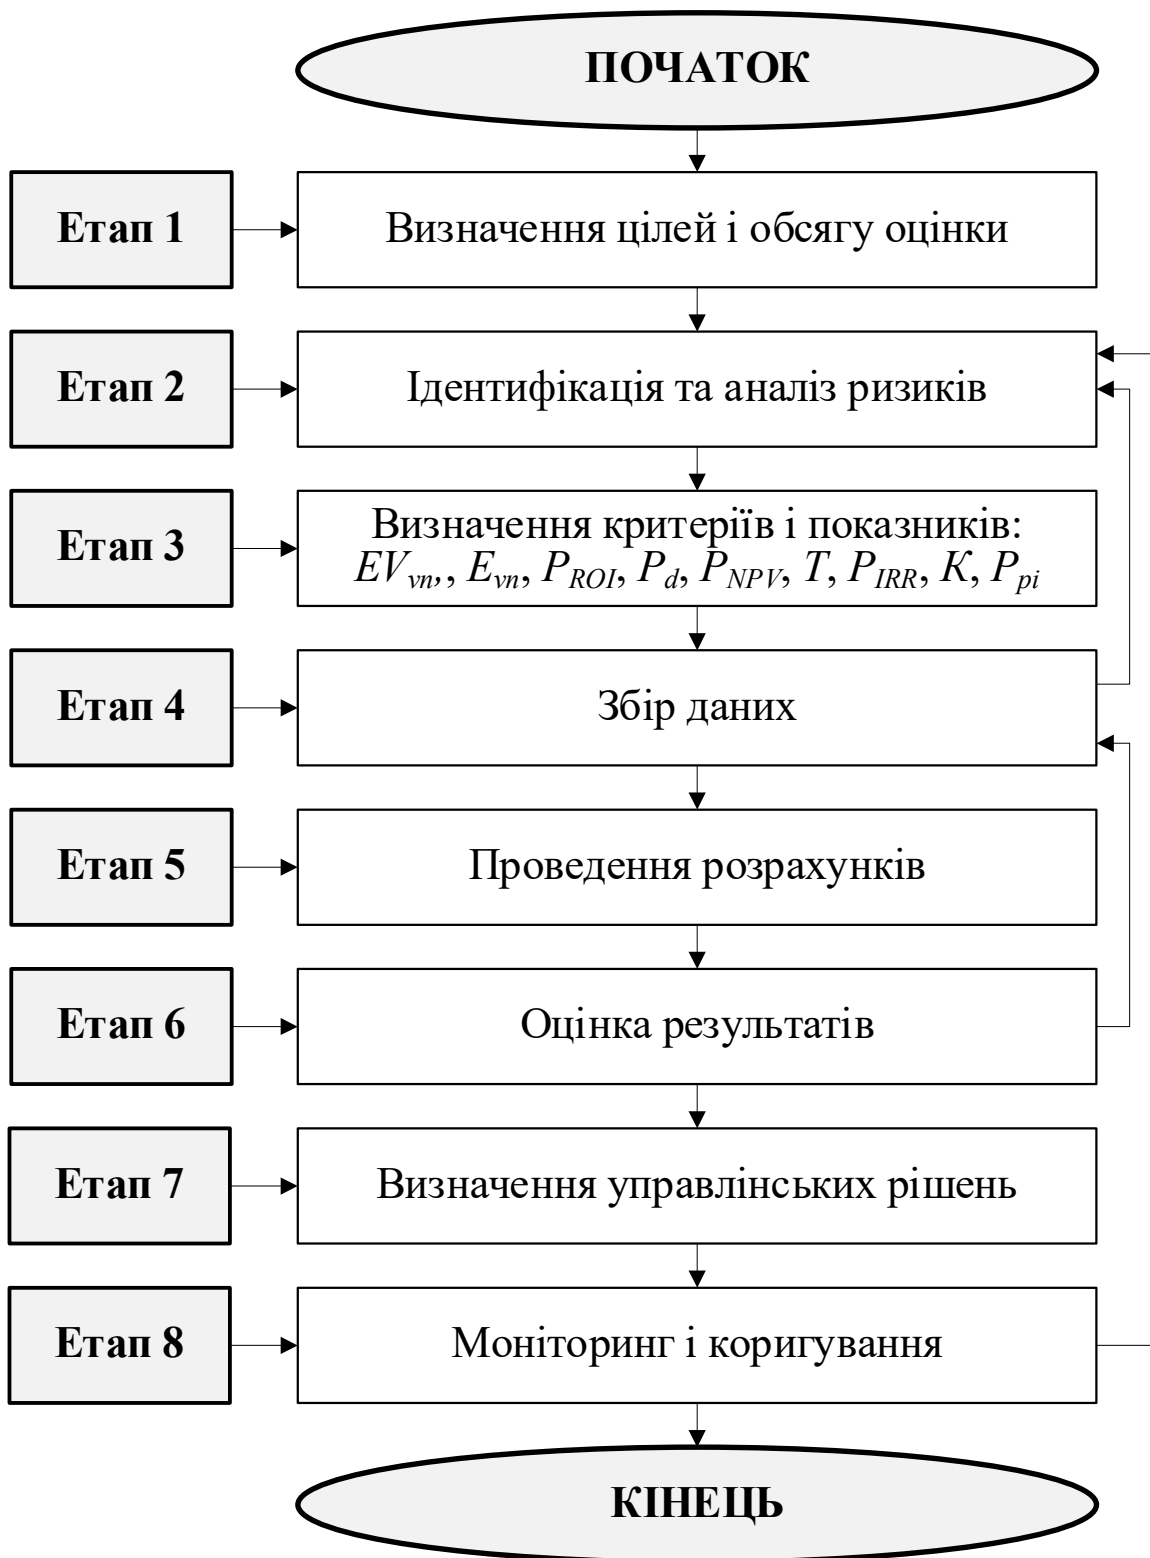 ПОЧАТОК
Етап 1
Визначення цілей і обсягу оцінки
Етап 2
Ідентифікація та аналіз ризиків
Етап 3
Визначення критеріїв і показників:
EVvn,, Evn, PROI, Pd, PNPV, T, PIRR, K, Ppi
Етап 4
Збір даних
Етап 5
Проведення розрахунків
Етап 6
Оцінка результатів
Етап 7
Визначення управлінських рішень
Етап 8
Моніторинг і коригування
КІНЕЦЬ